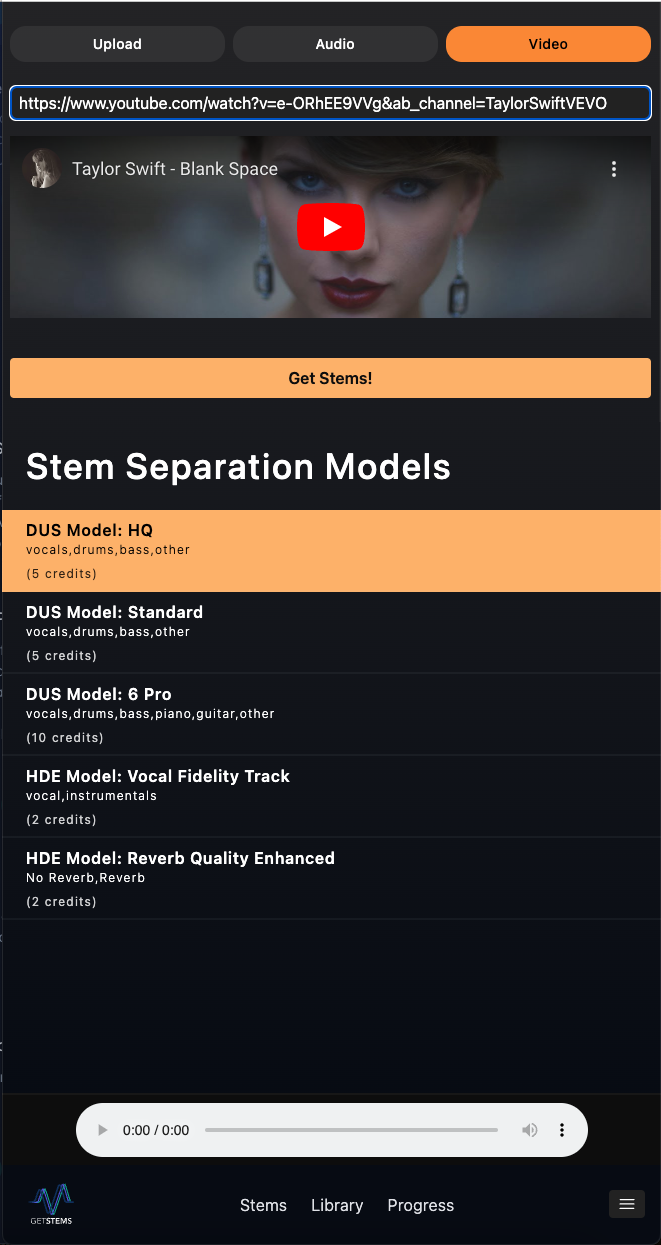 Upload
Audio
Video
https://www.youtube.com/watch?v=e-ORhEE9VVg&ab_channel=TaylorSwiftVEVO
Taylor Swift - Blank Space
Get Stems!
Stem Separation Models
DUS Model: HQ
vocals,drums,bass,other
(5 credits)
DUS Model: Standard
vocals,drums,bass,other
(5 credits)
DUS Model: 6 Pro
vocals,drums,bass,piano,guitar,other
(10 credits)
HDE Model: Vocal Fidelity Track
vocal,instrumentals
(2 credits)
HDE Model: Reverb Quality Enhanced
No Reverb,Reverb
(2 credits)
0:00 / 0:00
GETSTEMS
Stems
Library
Progress